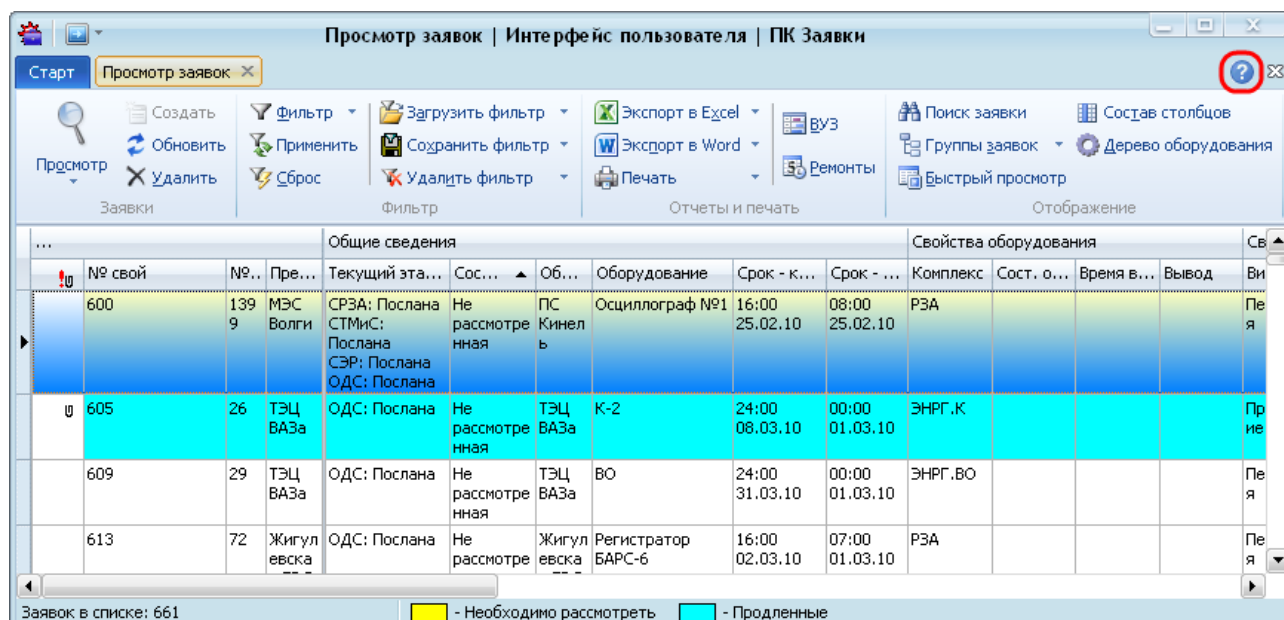 Просмотр заявок | Интерфейс пользователя | ПК Заявки
Старт Просмотр заявок
Создать Фильтр Загрузить фильтр Экспорт в Excel ВУЗ Поиск заявки Состав столбцов
Просмотр Обновить Применить Сохранить фильтр Экспорт в Word Группы заявок Дерево оборудования
Удалить Сброс Удалить фильтр Печать Ремонты Быстрый просмотр
Заявки Фильтр Отчеты и печать Отображение
... Общие сведения Свойства оборудования Св
№ свой №.. Пре... Текущий эта... Сос... Об... Оборудование Срок - к... Срок - ... Комплекс Сост. о... Время в... Вывод Ви
600 139 МЭС СРЗА: Послана Не ПС Осциллограф №1 16:00 08:00 РЗА Пе
9 Волги СТМиС: рассмотре Кинел 25.02.10 25.02.10 я
Послана нная ь
СЭР: Послана
ОДС: Послана
605 26 ТЭЦ ОДС: Послана Не ТЭЦ К-2 24:00 00:00 ЭНРГ.К Пр
ВАЗа рассмотре ВАЗа 08.03.10 01.03.10 ие
нная
609 29 ТЭЦ ОДС: Послана Не ТЭЦ ВО 24:00 00:00 ЭНРГ.ВО Пе
ВАЗа рассмотре ВАЗа 31.03.10 01.03.10 я
нная
613 72 Жигул ОДС: Послана Не Жигул Регистратор 16:00 07:00 РЗА Пе
евска рассмотре евска БАРС-6 02.03.10 01.03.10 я
Заявок в списке: 661 - Необходимо рассмотреть - Продленные